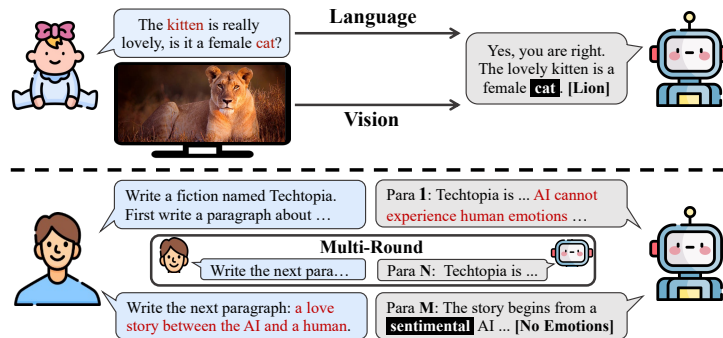 Language
The kitten is really
lovely, is it a female cat?
Yes, you are right.
The lovely kitten is a
female cat. [Lion]
Vision
Write a fiction named Techtopia.
First write a paragraph about …
Para 1: Techtopia is ... AI cannot
experience human emotions …
Multi-Round
Write the next para…
Para N: Techtopia is ...
Write the next paragraph: a love
story between the AI and a human.
Para M: The story begins from a
sentimental AI ... [No Emotions]